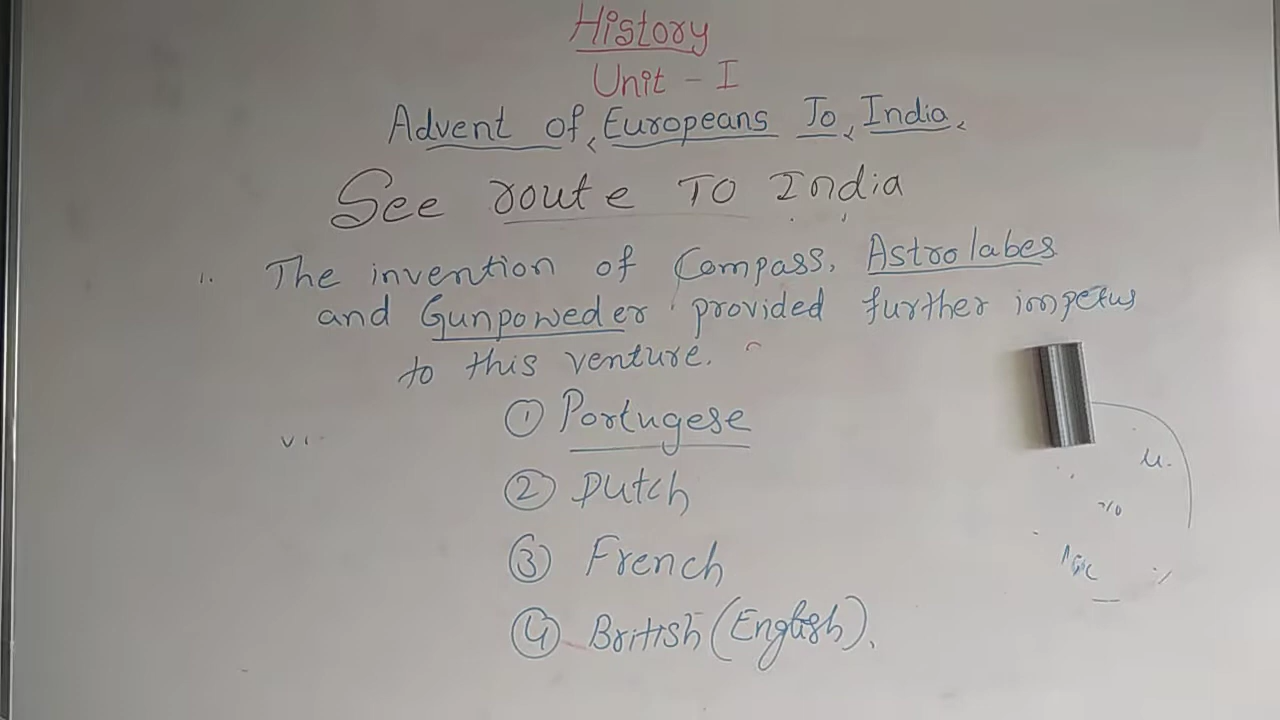 History
Unit - I
Advent of Europeans To India
See route To India
The invention of Compass, Astrolabes
and Gunpoweder provided further impetus
to this venture.
① Portugese
② Dutch
③ French
④ British (English).